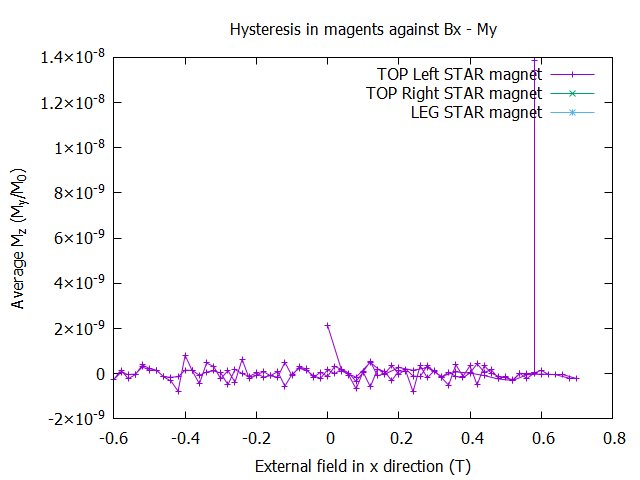 Hysteresis in magents against Bx - My
1.4×10^-8
1.2×10^-8
1×10^-8
8×10^-9
6×10^-9
4×10^-9
2×10^-9
0
-2×10^-9
Average M_z (M_y/M_0)
TOP Left STAR magnet
TOP Right STAR magnet
LEG STAR magnet
-0.6 -0.4 -0.2 0 0.2 0.4 0.6 0.8
External field in x direction (T)